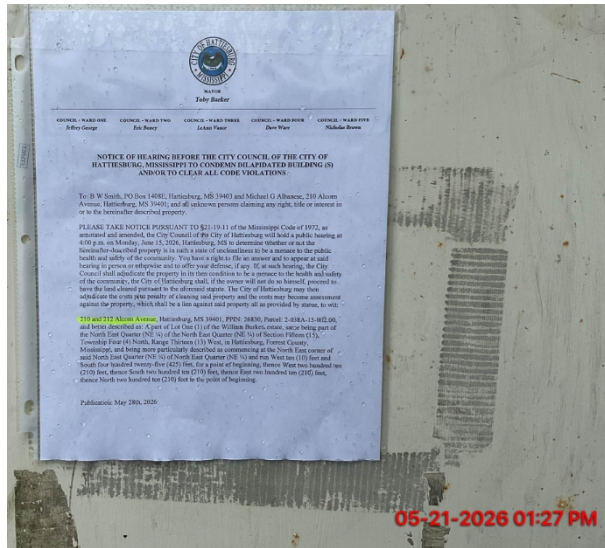 CITY OF HATTIESBURG
MISSISSIPPI
MAYOR
Toby Barker
COUNCIL - WARD ONE COUNCIL - WARD TWO COUNCIL - WARD THREE COUNCIL - WARD FOUR COUNCIL - WARD FIVE
Jeffrey George Eric Boney LeAnn Vance Dave Ware Nicholas Brown
NOTICE OF HEARING BEFORE THE CITY COUNCIL OF THE CITY OF
HATTIESBURG, MISSISSIPPI TO CONDEMN DILAPIDATED BUILDING (S)
AND/OR TO CLEAR ALL CODE VIOLATIONS
To: B W Smith, PO Box 14081, Hattiesburg, MS 39403 and Michael G Albanese, 210 Alcorn
Avenue, Hattiesburg, MS 39401; and all unknown persons claiming any right, title or interest in
or to the hereinafter described property.
PLEASE TAKE NOTICE PURSUANT TO §21-19-11 of the Mississippi Code of 1972, as
annotated and amended, the City Council of the City of Hattiesburg will hold a public hearing at
4:00 p.m. on Monday, June 15, 2026, Hattiesburg, MS to determine whether or not the
hereinafter-described property is in such a state of uncleanliness to be a menace to the public
health and safety of the community. You have a right to file an answer and to appear at said
hearing in person or otherwise and to offer your defense, if any. If, at such hearing, the City
Council shall adjudicate the property in its then condition to be a menace to the health and safety
of the community, the City of Hattiesburg shall, if the owner will not do so himself, proceed to
have the land cleared pursuant to the aforesaid statute. The City of Hattiesburg may then
adjudicate the costs plus penalty of cleaning said property and the costs may become assessment
against the property, which shall be a lien against said property all as provided by statute, to wit:
210 and 212 Alcorn Avenue, Hattiesburg, MS 39401, PPIN: 26830, Parcel: 2-038A-15-002.00,
and better described as: A part of Lot One (1) of the William Burkes, estate, same being part of
the North East Quarter (NE ¼) of the North East Quarter (NE ¼) of Section Fifteen (15),
Township Four (4) North, Range Thirteen (13) West, in Hattiesburg, Forrest County,
Mississippi, and being more particularly described as commencing at the North East corner of
said North East Quarter (NE ¼) of North East Quarter (NE ¼) and run West ten (10) feet and
South four hundred twenty-five (425) feet, for a point of beginning, thence West two hundred ten
(210) feet, thence South two hundred ten (210) feet, thence East two hundred ten (210) feet,
thence North two hundred ten (210) feet to the point of beginning.
Publication: May 28th, 2026
05-21-2026 01:27 PM